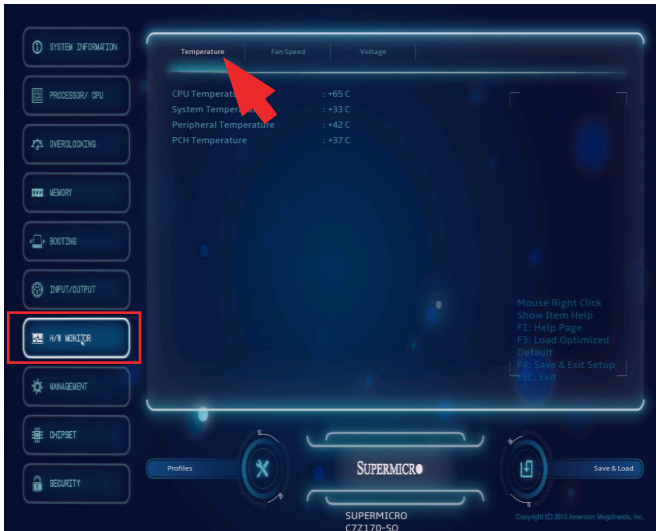 SYSTEM INFORMATION
PROCESSOR/ CPU
OVERCLOCKING
MEMORY
BOOTING
INPUT/OUTPUT
H/W MONITOR
MANAGEMENT
CHIPSET
SECURITY
Temperature Fan Speed Voltage
CPU : +65 C
System : +33 C
Peripheral Temperature : +42 C
PCH Temperature : +37 C
Mouse Right Click
Show Item Help
F1: Help Page
F3: Load Optimized
Default
F4: Save & Exit Setup
ESC: Exit
Profiles
SUPERMICRO
Save & Load
SUPERMICRO
C7Z170-SQ
Copyright (C) 2015 American Megatrends, Inc.